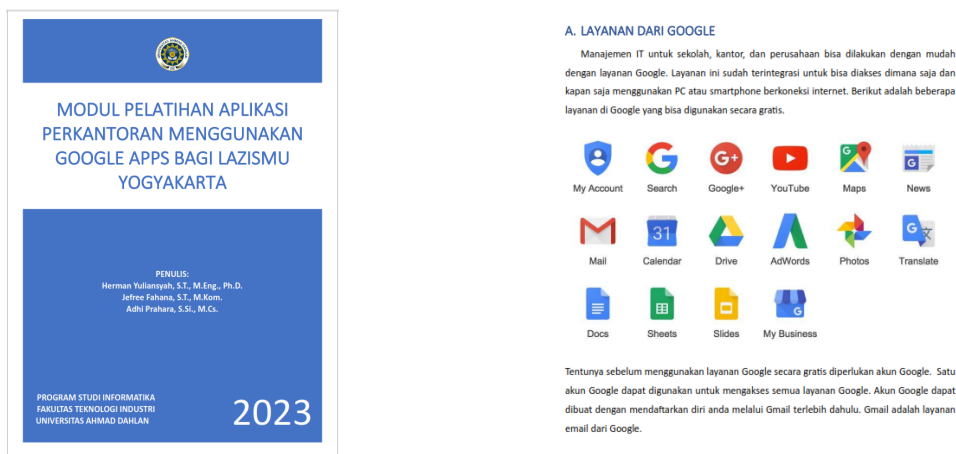 MODUL PELATIHAN APLIKASI
PERKANTORAN MENGGUNAKAN
GOOGLE APPS BAGI LAZISMU
YOGYAKARTA
PENULIS:
Herman Yuliansyah, S.T., M.Eng., Ph.D.
Jefree Fahana, S.T., M.Kom.
Adhi Prahara, S.Si., M.Cs.
PROGRAM STUDI INFORMATIKA
FAKULTAS TEKNOLOGI INDUSTRI
UNIVERSITAS AHMAD DAHLAN
2023
A. LAYANAN DARI GOOGLE
Manajemen IT untuk sekolah, kantor, dan perusahaan bisa dilakukan dengan mudah
dengan layanan Google. Layanan ini sudah terintegrasi untuk bisa diakses dimana saja dan
kapan saja menggunakan PC atau smartphone berkoneksi internet. Berikut adalah beberapa
layanan di Google yang bisa digunakan secara gratis.
My Account Search Google+ YouTube Maps News
31
Mail Calendar Drive AdWords Photos Translate
Docs Sheets Slides My Business
Tentunya sebelum menggunakan layanan Google secara gratis diperlukan akun Google. Satu
akun Google dapat digunakan untuk mengakses semua layanan Google. Akun Google dapat
dibuat dengan mendaftarkan diri anda melalui Gmail terlebih dahulu. Gmail adalah layanan
email dari Google.